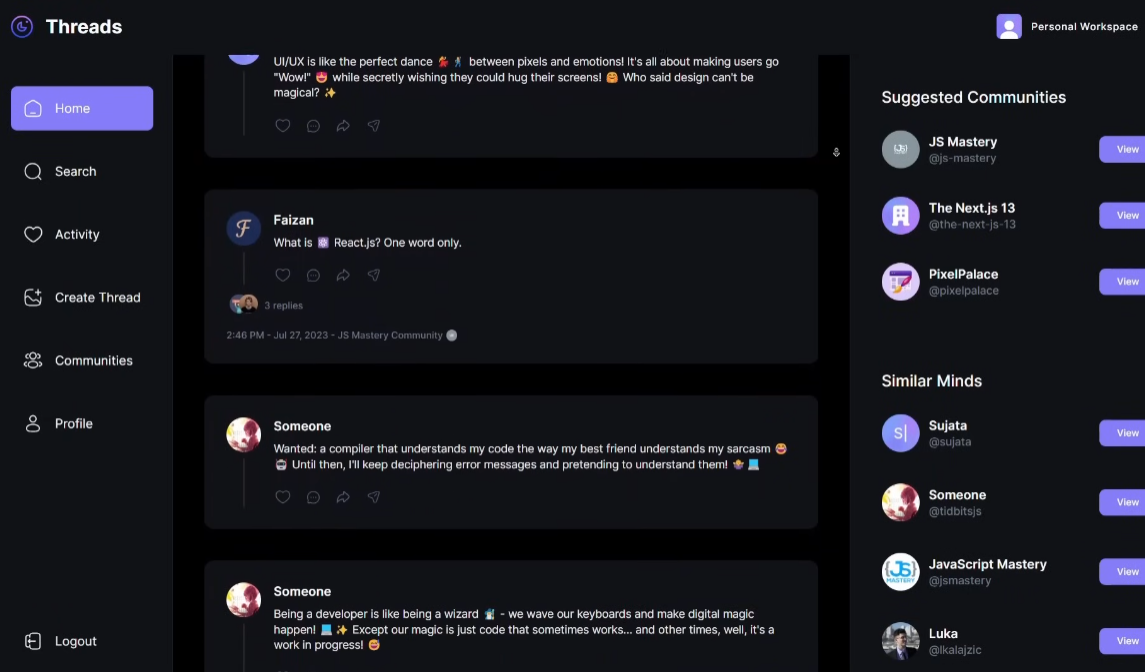 Threads
Personal Workspace
Home
Search
Activity
Create Thread
Communities
Profile
Logout
UI/UX is like the perfect dance 💃🕺 between pixels and emotions! It's all about making users go
"Wow!" 😍 while secretly wishing they could hug their screens! 🤗 Who said design can't be
magical? ✨
F
Faizan
What is ⚛️ React.js? One word only.
3 replies
2:46 PM - Jul 27, 2023 - JS Mastery Community
Someone
Wanted: a compiler that understands my code the way my best friend understands my sarcasm 😅
🤓 Until then, I'll keep deciphering error messages and pretending to understand them! 🤷 💻
Someone
Being a developer is like being a wizard 🧙 - we wave our keyboards and make digital magic
happen! 💻 ✨ Except our magic is just code that sometimes works... and other times, well, it's a
work in progress! 😅
Suggested Communities
JS
JS Mastery
@js-mastery
View
The Next.js 13
@the-next-js-13
View
PixelPalace
@pixelpalace
View
Similar Minds
S|
Sujata
@sujata
View
Someone
@tidbitsjs
View
JS
MASTERY
JavaScript Mastery
@jsmastery
View
Luka
@lkalajzic
View